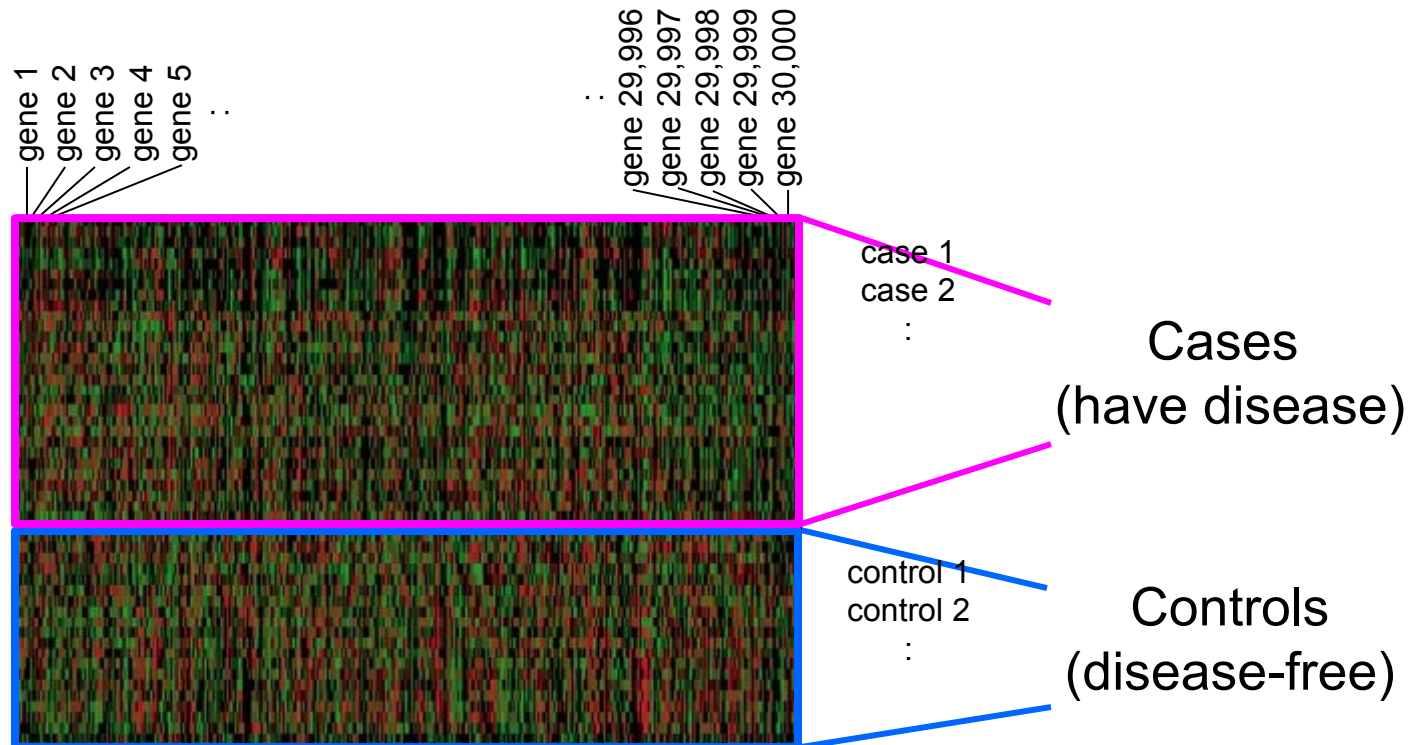 gene 1
gene 2
gene 3
gene 4
gene 5
:
:
gene 29,996
gene 29,997
gene 29,998
gene 29,999
gene 30,000
case 1
case 2
:
Cases
(have disease)
control 1
control 2
:
Controls
(disease-free)